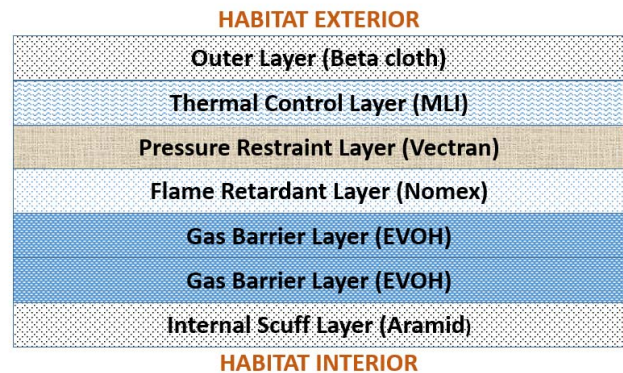 HABITAT EXTERIOR
Outer Layer (Beta cloth)
Thermal Control Layer (MLI)
Pressure Restraint Layer (Vectran)
Flame Retardant Layer (Nomex)
Gas Barrier Layer (EVOH)
Gas Barrier Layer (EVOH)
Internal Scuff Layer (Aramid)
HABITAT INTERIOR